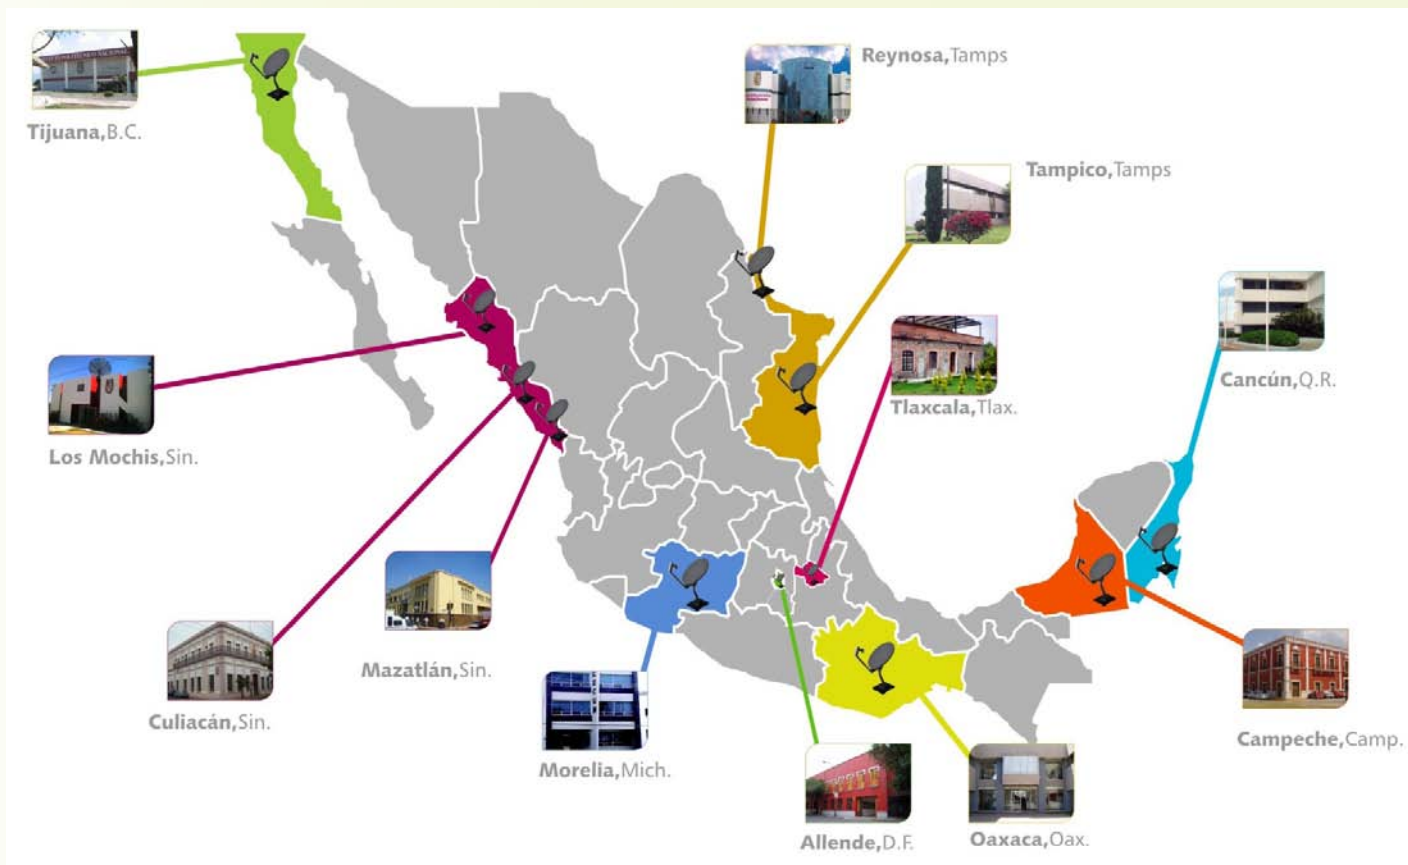 Reynosa,Tamps
Tijuana,B.C.
Tampico,Tamps
Cancún,Q.R.
Tlaxcala,Tlax.
Los Mochis,Sin.
Mazatlán,Sin.
Culiacán,Sin.
Morelia,Mich.
Campeche,Camp.
Allende,D.F.
Oaxaca,Oax.